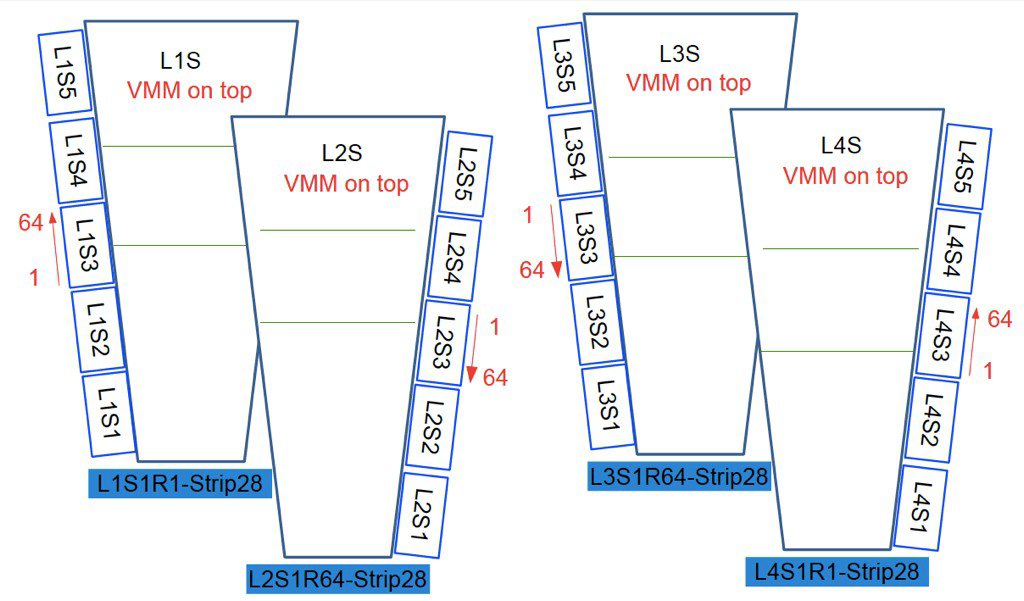 L1S
VMM on top
L1S5
L1S4
L1S3
L1S2
L1S1
64
1
L1S1R1-Strip28
L2S
VMM on top
L2S5
L2S4
L2S3
L2S2
L2S1
1
64
L2S1R64-Strip28
L3S
VMM on top
L3S5
L3S4
L3S3
L3S2
L3S1
1
64
L3S1R64-Strip28
L4S
VMM on top
L4S5
L4S4
L4S3
L4S2
L4S1
64
1
L4S1R1-Strip28